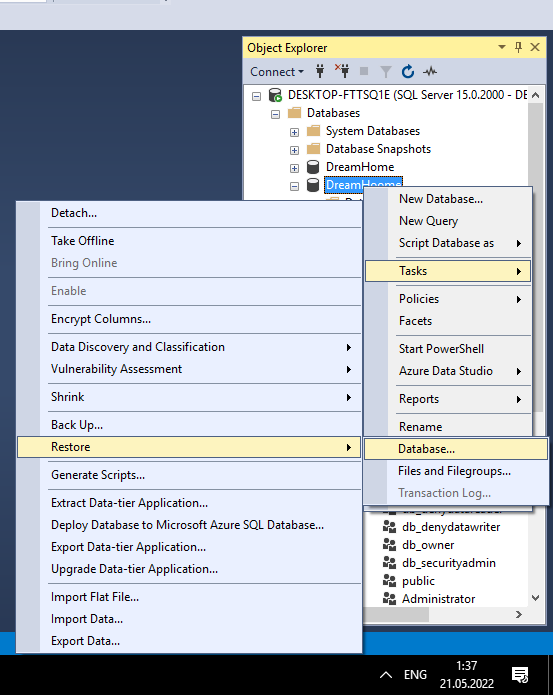 Object Explorer
Connect
DESKTOP-FTTSQ1E (SQL Server 15.0.2000 - DE
Databases
System Databases
Database Snapshots
DreamHome
DreamHoome
New Database...
New Query
Script Database as
Tasks
Policies
Facets
Start PowerShell
Azure Data Studio
Reports
Rename
Detach...
Take Offline
Bring Online
Enable
Encrypt Columns...
Data Discovery and Classification
Vulnerability Assessment
Shrink
Back Up...
Restore
Generate Scripts...
Extract Data-tier Application...
Deploy Database to Microsoft Azure SQL Database...
Export Data-tier Application...
Upgrade Data-tier Application...
Import Flat File...
Import Data...
Export Data...
Database...
Files and Filegroups...
Transaction Log...
db_denydatawriter
db_owner
db_securityadmin
public
Administrator
ENG
1:37
21.05.2022